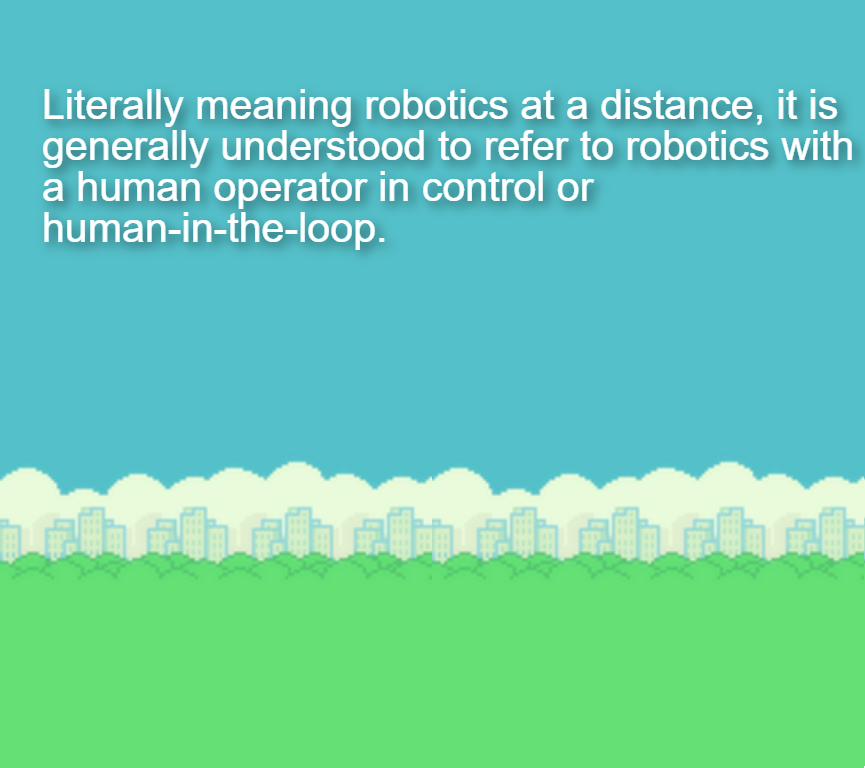 Literally meaning robotics at a distance, it is
generally understood to refer to robotics with
a human operator in control or
human-in-the-loop.